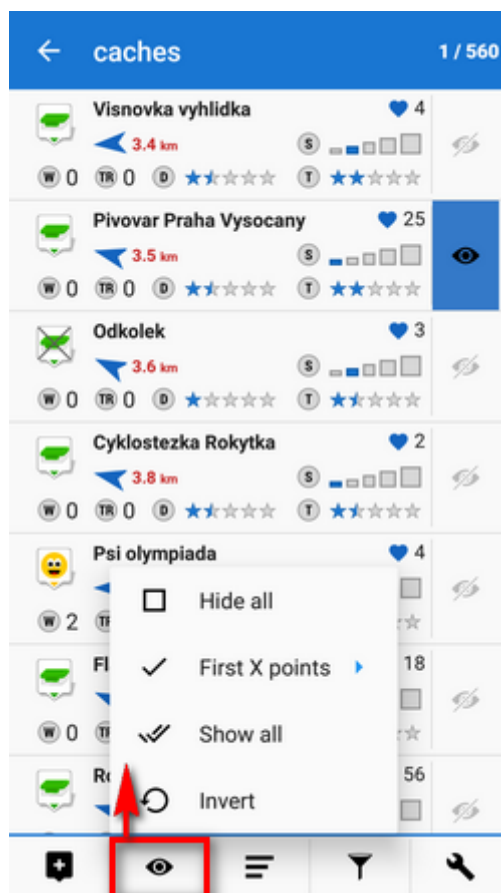 caches 1 / 560
Visnovka vyhlidka 4
3.4 km S
W 0 TR 0 D T
Pivovar Praha Vysocany 25
3.5 km S
W 0 TR 0 D T
Odkolek 3
3.6 km S
W 0 TR 0 D T
Cyklostezka Rokytka 2
3.8 km S
W 0 TR 0 D T
Psi olympiada 4
Hide all
W 2
First X points
18
W 0
Show all
56
Invert